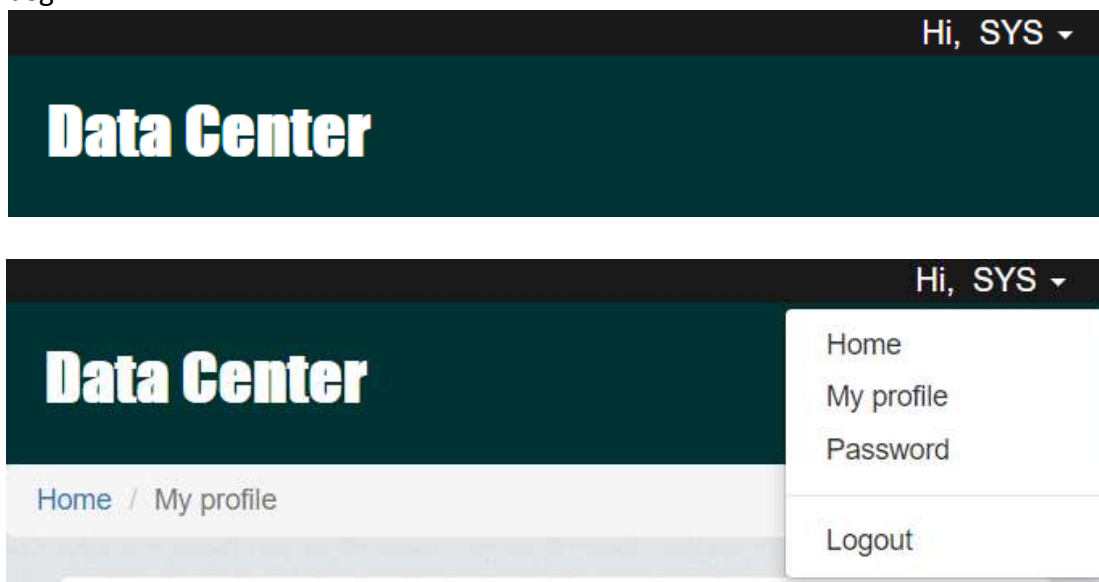 Hi, SYS
Data Center
Hi, SYS
Data Center
Home
My profile
Password
Home / My profile
Logout